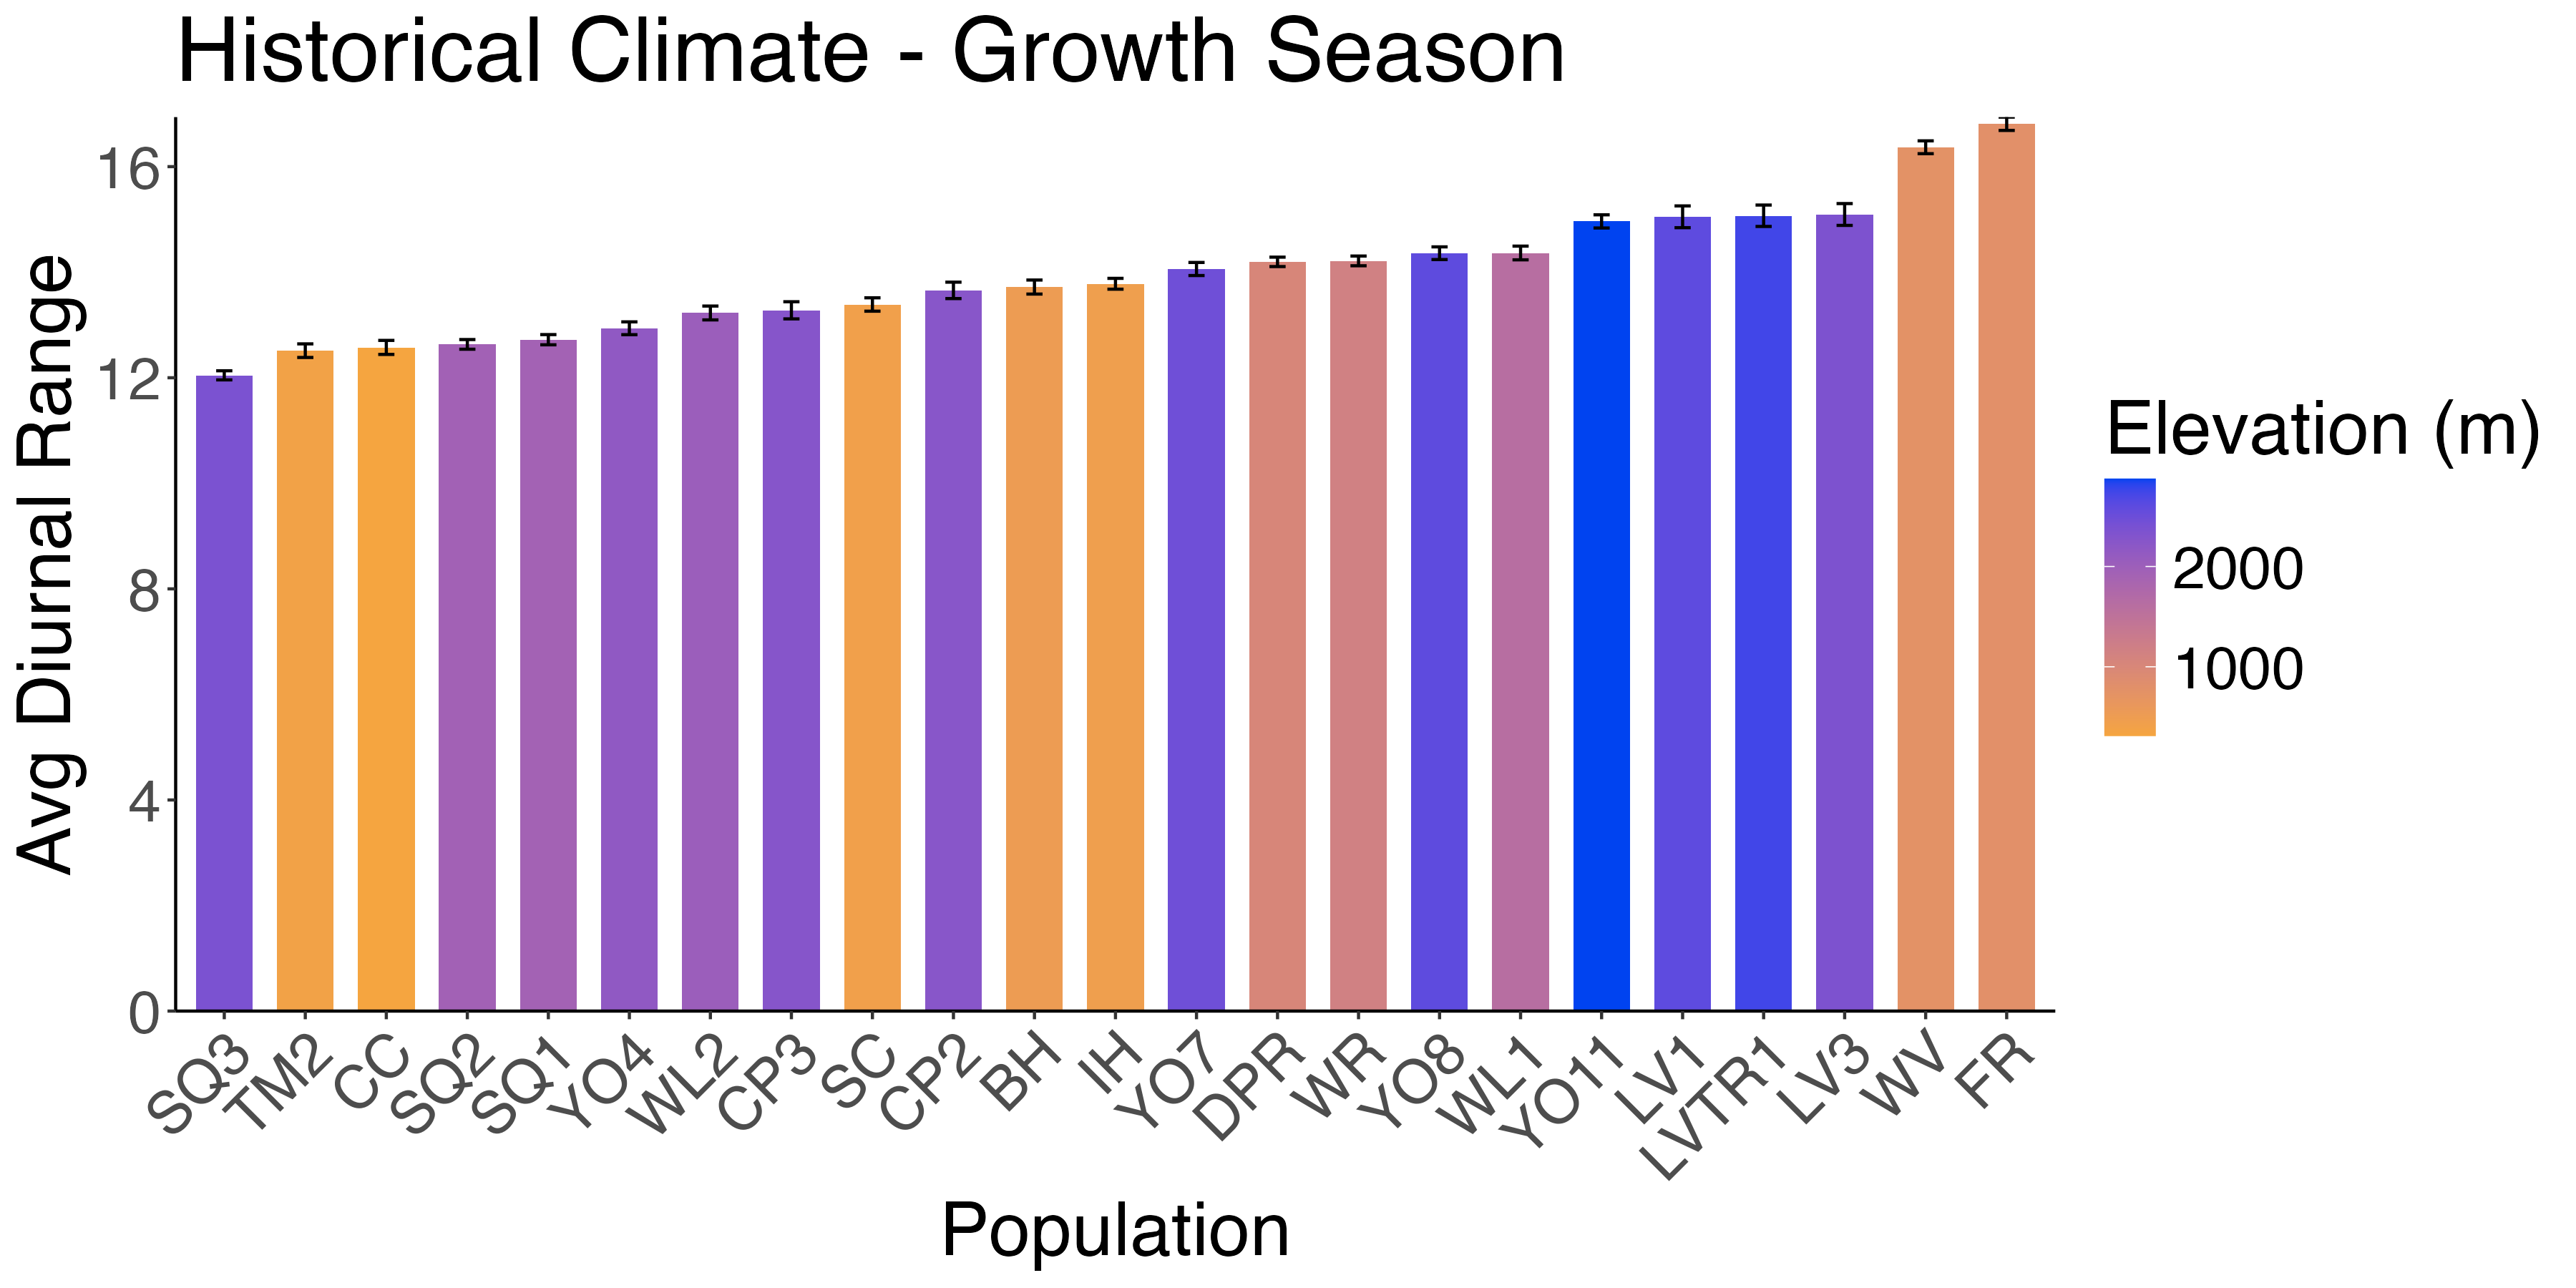 Historical Climate - Growth Season
Avg Diurnal Range
16
12
8
4
0
SQ3
TM2
CC
SQ2
SQ1
YO4
WL2
CP3
SC
CP2
BH
IH
YO7
DPR
WR
YO8
WL1
YO11
LV1
LVTR1
LV3
WV
FR
Population
Elevation (m)
2000
1000